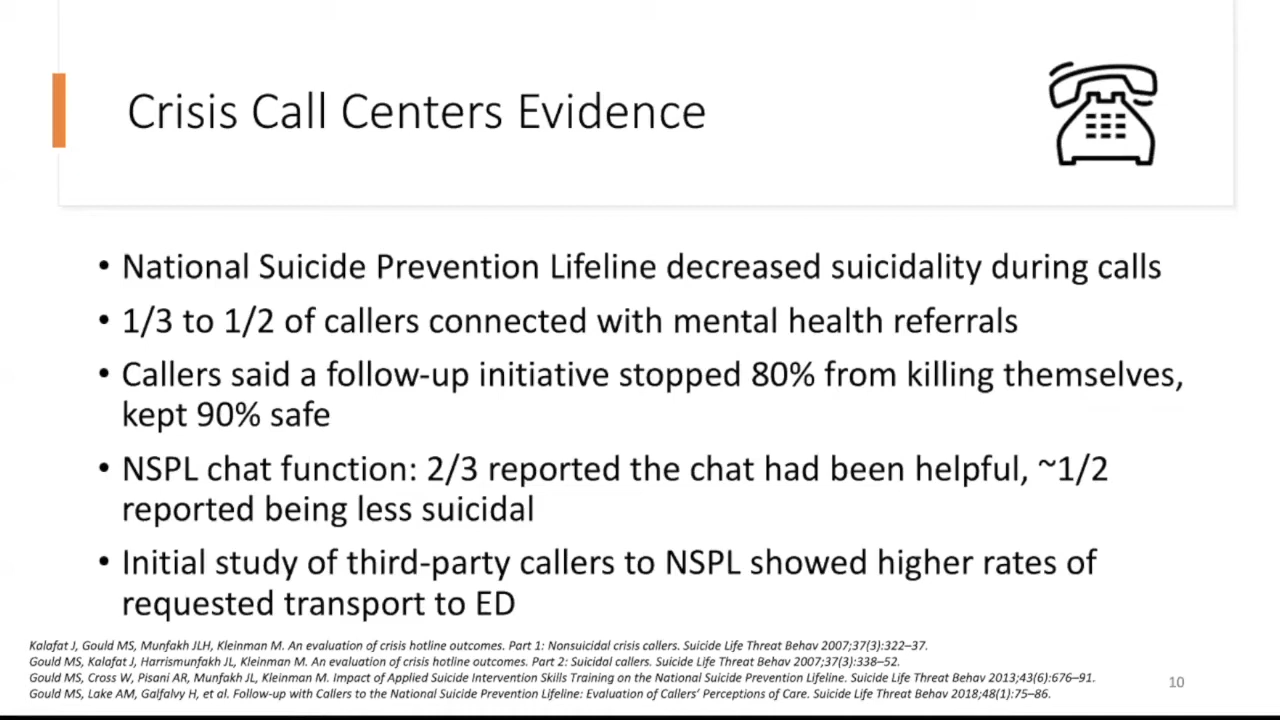 Crisis Call Centers Evidence
• National Suicide Prevention Lifeline decreased suicidality during calls
• 1/3 to 1/2 of callers connected with mental health referrals
• Callers said a follow-up initiative stopped 80% from killing themselves,
kept 90% safe
• NSPL chat function: 2/3 reported the chat had been helpful, ~1/2
reported being less suicidal
• Initial study of third-party callers to NSPL showed higher rates of
requested transport to ED
Kalafat J, Gould MS, Munfakh JLH, Kleinman M. An evaluation of crisis hotline outcomes. Part 1: Nonsuicidal crisis callers. Suicide Life Threat Behav 2007;37(3):322–37.
Gould MS, Kalafat J, Harrismunfakh JL, Kleinman M. An evaluation of crisis hotline outcomes. Part 2: Suicidal callers. Suicide Life Threat Behav 2007;37(3):338–52.
Gould MS, Cross W, Pisani AR, Munfakh JL, Kleinman M. Impact of Applied Suicide Intervention Skills Training on the National Suicide Prevention Lifeline. Suicide Life Threat Behav 2013;43(6):676–91.
Gould MS, Lake AM, Galfalvy H, et al. Follow-up with Callers to the National Suicide Prevention Lifeline: Evaluation of Callers' Perceptions of Care. Suicide Life Threat Behav 2018;48(1):75–86.
10